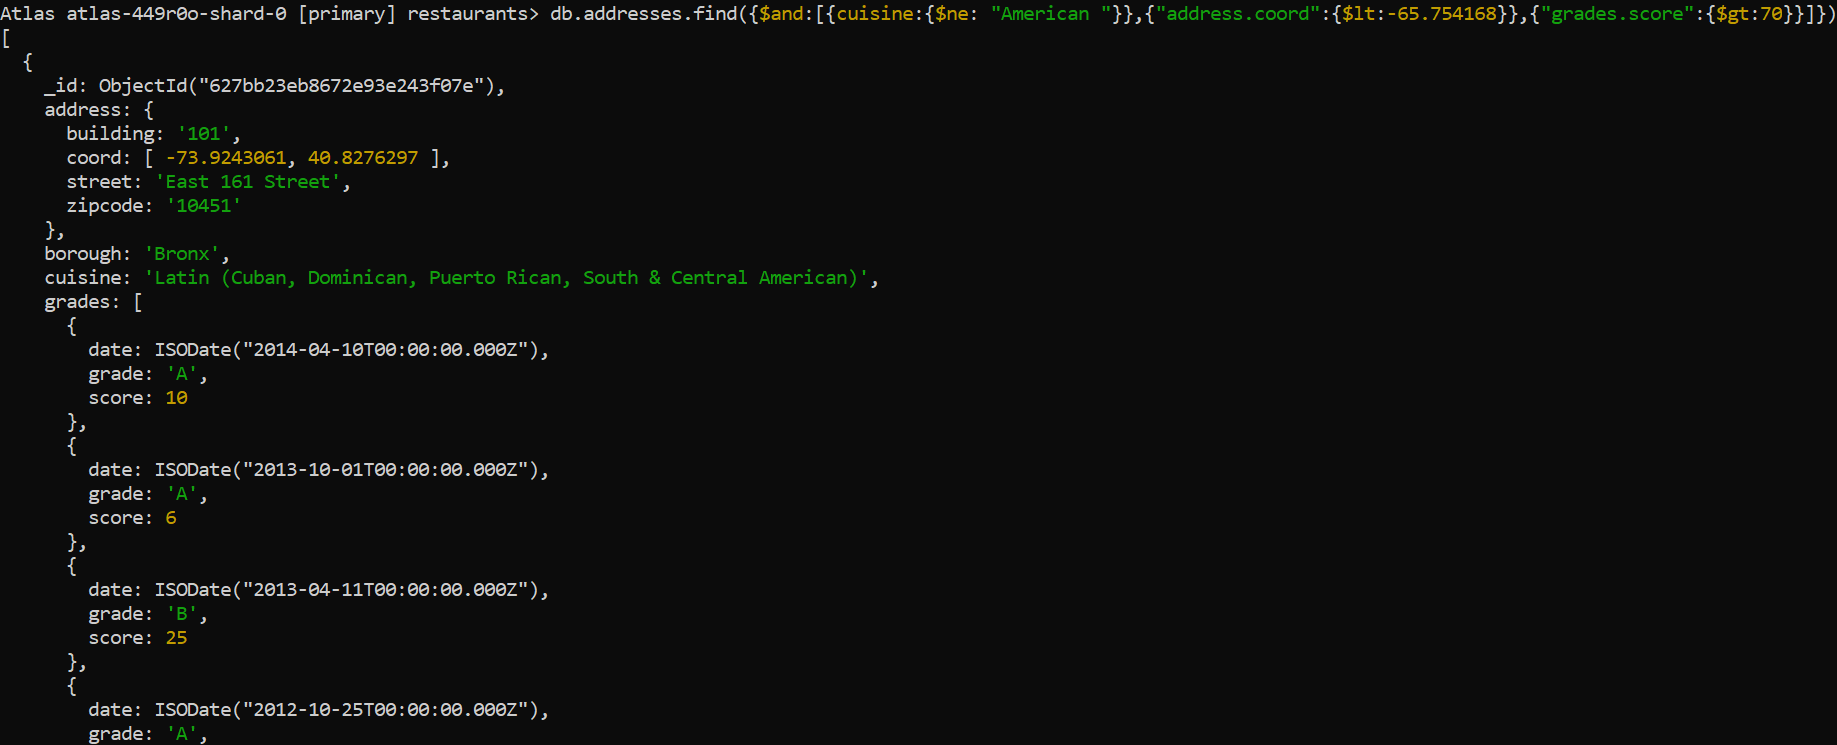 Atlas atlas-449r0o-shard-0 [primary] restaurants> db.addresses.find({$and:[{cuisine:{$ne: "American "}},{"address.coord":{$lt:-65.754168}},{"grades.score":{$gt:70}}]})
[
  {
    _id: ObjectId("627bb23eb8672e93e243f07e"),
    address: {
      building: '101',
      coord: [ -73.9243061, 40.8276297 ],
      street: 'East 161 Street',
      zipcode: '10451'
    },
    borough: 'Bronx',
    cuisine: 'Latin (Cuban, Dominican, Puerto Rican, South & Central American)',
    grades: [
      {
        date: ISODate("2014-04-10T00:00:00.000Z"),
        grade: 'A',
        score: 10
      },
      {
        date: ISODate("2013-10-01T00:00:00.000Z"),
        grade: 'A',
        score: 6
      },
      {
        date: ISODate("2013-04-11T00:00:00.000Z"),
        grade: 'B',
        score: 25
      },
      {
        date: ISODate("2012-10-25T00:00:00.000Z"),
        grade: 'A',